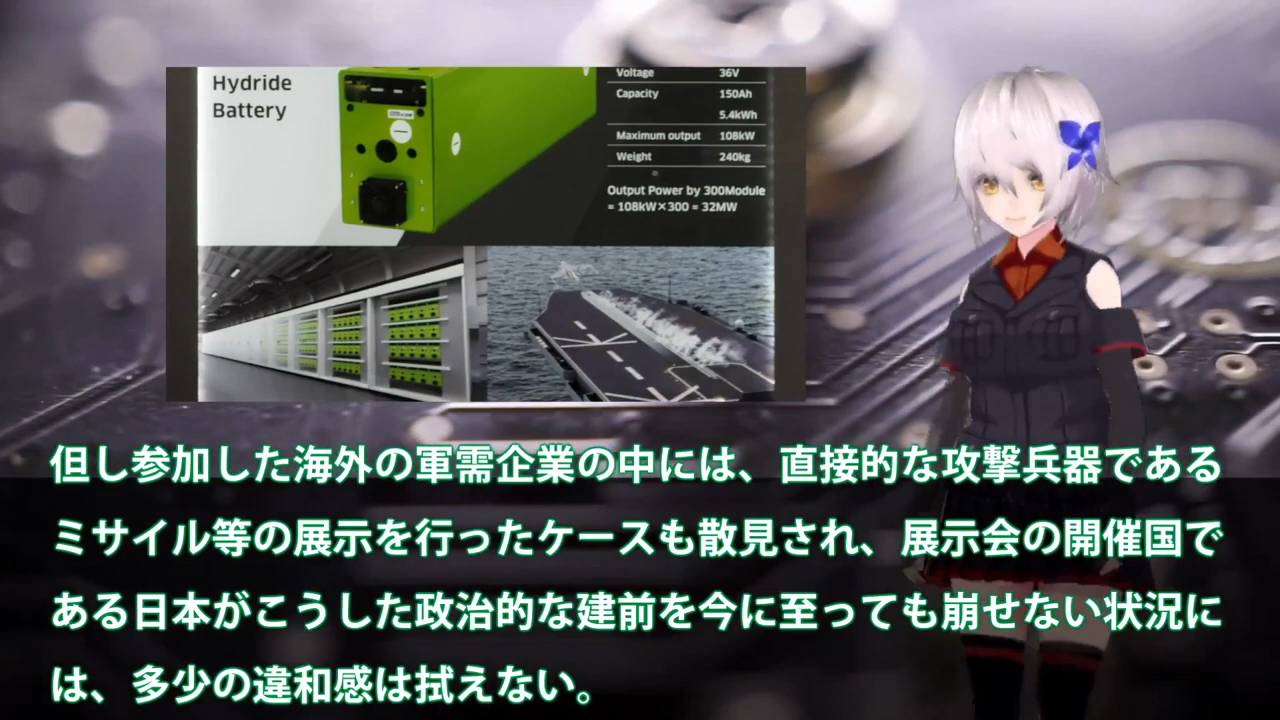 Hydride
Battery
Voltage 36V
Capacity 150Ah
5.4kWh
Maximum output 108kW
Weight 240kg
Output Power by 300Module
= 108kW×300 = 32MW
但し参加した海外の軍需企業の中には、直接的な攻撃兵器である
ミサイル等の展示を行ったケースも散見され、展示会の開催国で
ある日本がこうした政治的な建前を今に至っても崩せない状況に
は、多少の違和感は拭えない。